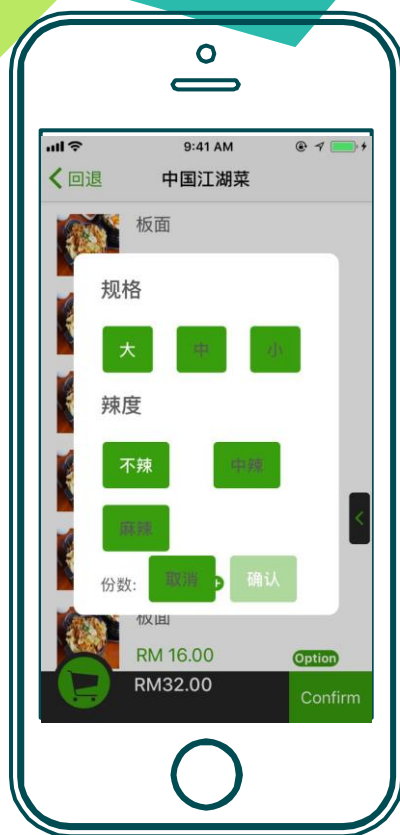 9:41 AM
回退 中国江湖菜
板面
规格
大 中 小
辣度
不辣 中辣
麻辣
份数: 取消 确认
板面
RM 16.00 Option
RM32.00 Confirm